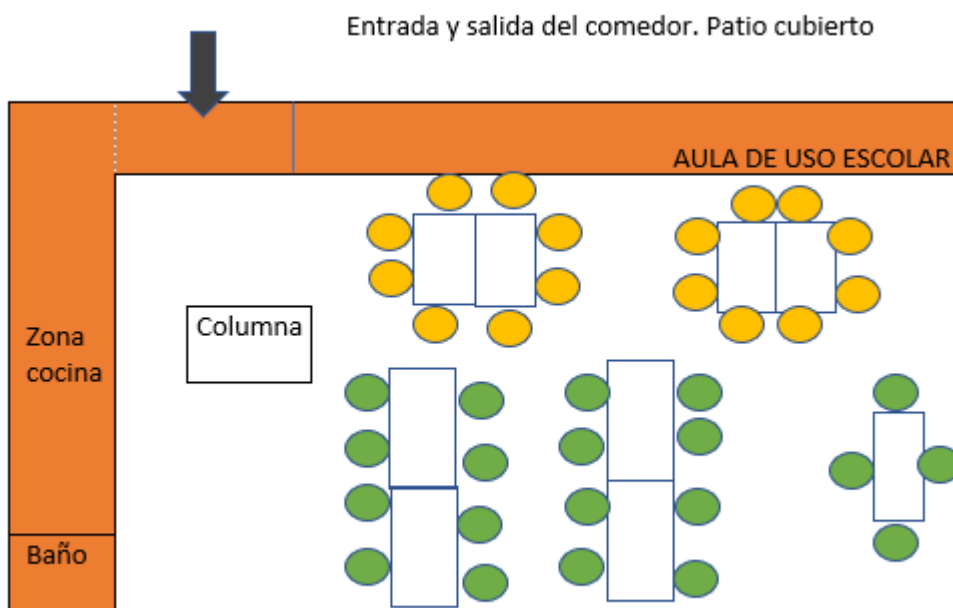 Entrada y salida del comedor. Patio cubierto
AULA DE USO ESCOLAR
Columna
Zona
cocina
Baño